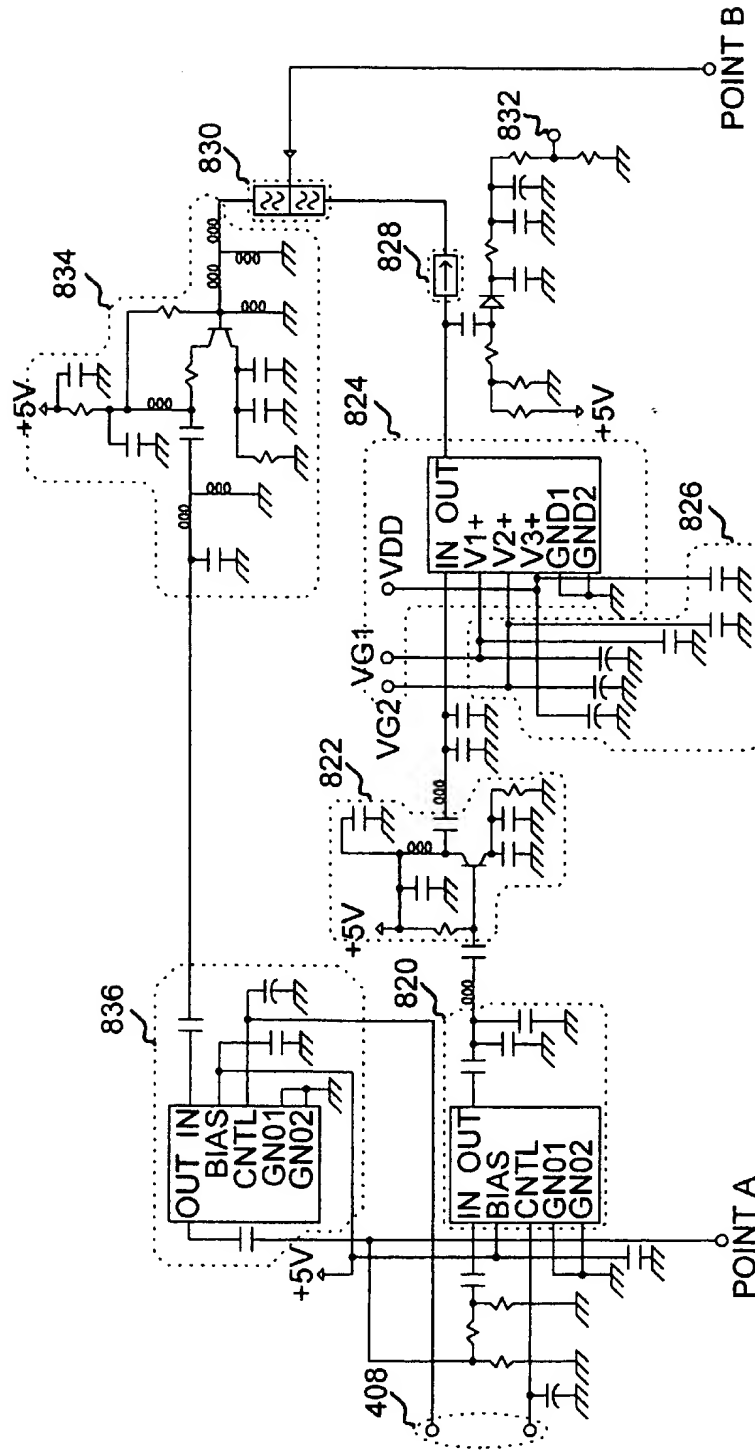 834
+5V
830
POINT B
836
OUT IN
BIAS
CNTL
GN01
GN02
+5V
828
832
+5V
824
IN OUT
V1+
V2+
V3+
GND1
GND2
VDD
VG1
VG2
826
822
+5V
820
IN OUT
BIAS
CNTL
GN01
GN02
408
POINT A